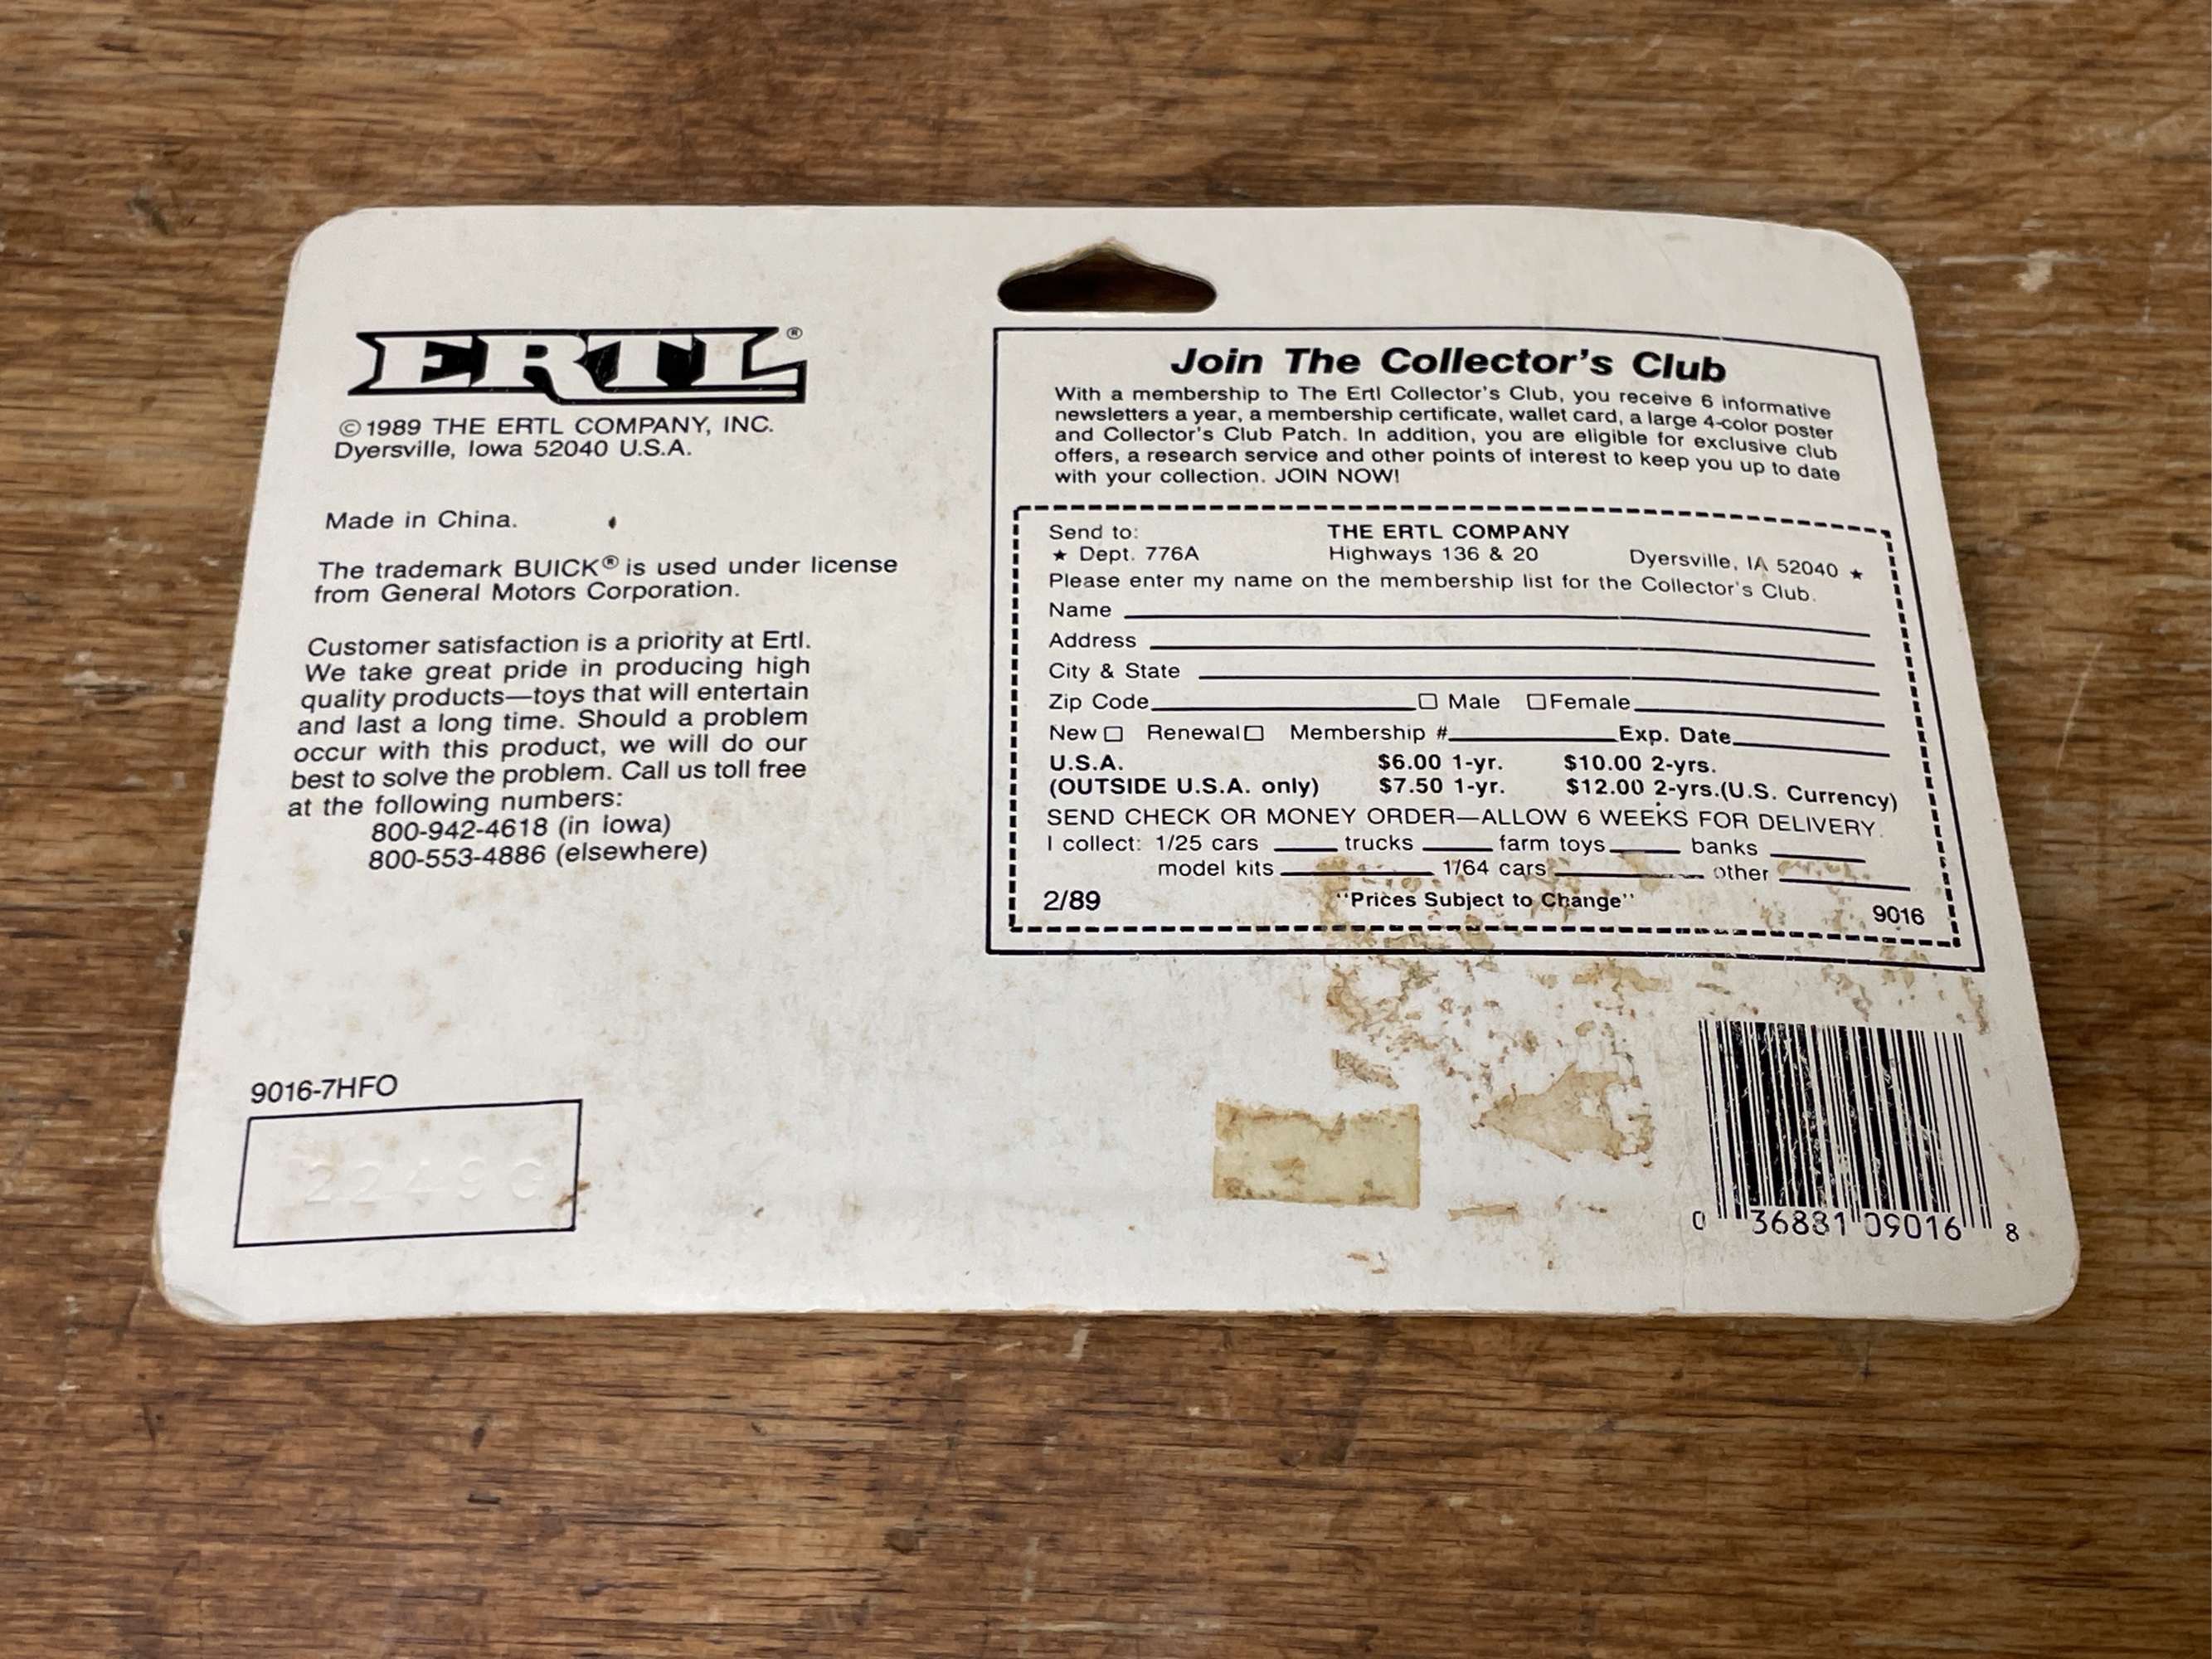 ERTL®
©1989 THE ERTL COMPANY, INC.
Dyersville, Iowa 52040 U.S.A.
Made in China.
The trademark BUICK® is used under license
from General Motors Corporation.
Customer satisfaction is a priority at Ertl.
We take great pride in producing high
quality products—toys that will entertain
and last a long time. Should a problem
occur with this product, we will do our
best to solve the problem. Call us toll free
at the following numbers:
800-942-4618 (in Iowa)
800-553-4886 (elsewhere)
9016-7HFO
2249G
Join The Collector's Club
With a membership to The Ertl Collector's Club, you receive 6 informative
newsletters a year, a membership certificate, wallet card, a large 4-color poster
and Collector's Club Patch. In addition, you are eligible for exclusive club
offers, a research service and other points of interest to keep you up to date
with your collection. JOIN NOW!
Send to: THE ERTL COMPANY
★ Dept. 776A Highways 136 & 20 Dyersville, IA 52040 ★
Please enter my name on the membership list for the Collector's Club.
Name
Address
City & State
Zip Code □ Male □ Female
New □ Renewal □ Membership # Exp. Date
U.S.A. $6.00 1-yr. $10.00 2-yrs.
(OUTSIDE U.S.A. only) $7.50 1-yr. $12.00 2-yrs.(U.S. Currency)
SEND CHECK OR MONEY ORDER—ALLOW 6 WEEKS FOR DELIVERY.
I collect: 1/25 cars trucks farm toys banks
model kits 1/64 cars other
2/89 "Prices Subject to Change" 9016
0 36881 09016 8